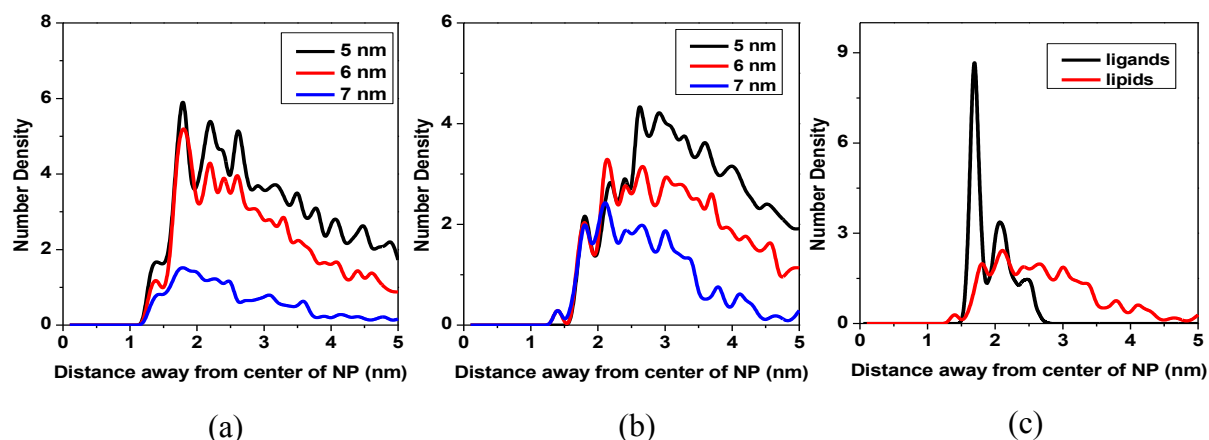 8
6
4
2
0
Number Density
5 nm
6 nm
7 nm
0 1 2 3 4 5
Distance away from center of NP (nm)
(a)
6
4
2
0
Number Density
5 nm
6 nm
7 nm
0 1 2 3 4 5
Distance away from center of NP (nm)
(b)
9
6
3
0
Number Density
ligands
lipids
0 1 2 3 4 5
Distance away from center of NP (nm)
(c)